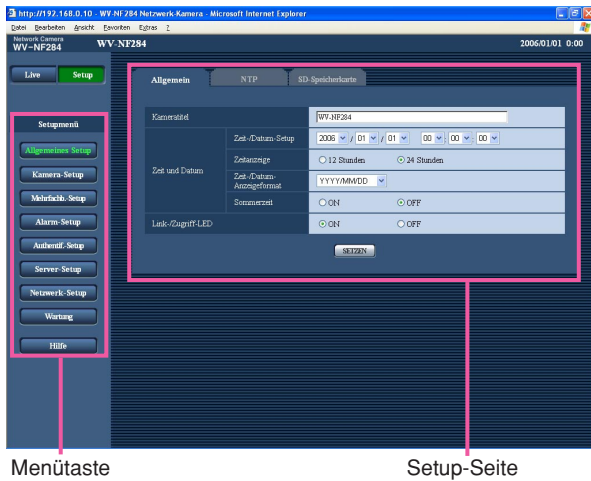 http://192.168.0.10 - WV-NF284 Netzwerk-Kamera - Microsoft Internet Explorer
Datei Bearbeiten Ansicht Favoriten Extras ?
Network Camera
WV-NF284
WV-NF284
2006/01/01 0:00
Live Setup
Allgemein NTP SD-Speicherkarte
Setupmenü
Allgemeines Setup
Kamera-Setup
Mehrfachb.-Setup
Alarm-Setup
Authentif.-Setup
Server-Setup
Netzwerk-Setup
Wartung
Hilfe
Kameratitel WV-NF284
Zeit und Datum
Zeit-/Datum-Setup 2006 / 01 / 01 00 : 00 : 00
Zeitanzeige 12 Stunden 24 Stunden
Zeit-/Datum-Anzeigeformat YYYY/MM/DD
Sommerzeit ON OFF
Link-/Zugriff-LED ON OFF
SETZEN
Menütaste Setup-Seite